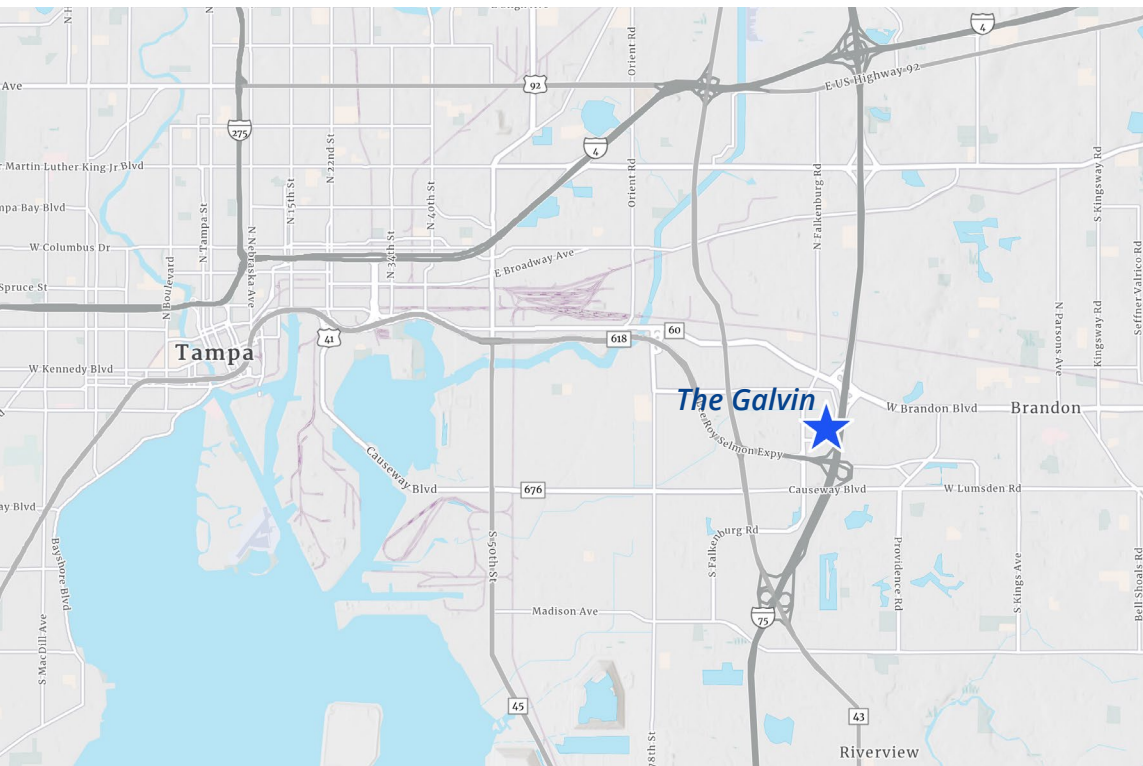 4
Orient Rd
E US Highway 92
92
Ave
275
4
Martin Luther King Jr Blvd
N 22nd St
Orient Rd
N 15th St
N 40th St
N Falkenburg Rd
S Kingsway Rd
mpa Bay Blvd
N Tampa St
N Nebraska Ave
N 34th St
W Columbus Dr
E Broadway Ave
Seffner Valrico Rd
Spruce St
N Boulevard
N Parsons Ave
Kingsway Rd
41
618
60
Tampa
W Kennedy Blvd
The Galvin
W Brandon Blvd
Brandon
Roy Selmon Expy
Causeway Blvd
676
Causeway Blvd
W Lumsden Rd
ay Blvd
S 50th St
S Falkenburg Rd
Bayshore Blvd
Providence Rd
S Kings Ave
Bell Shoals Rd
Madison Ave
75
S MacDill Ave
45
43
78th St
Riverview